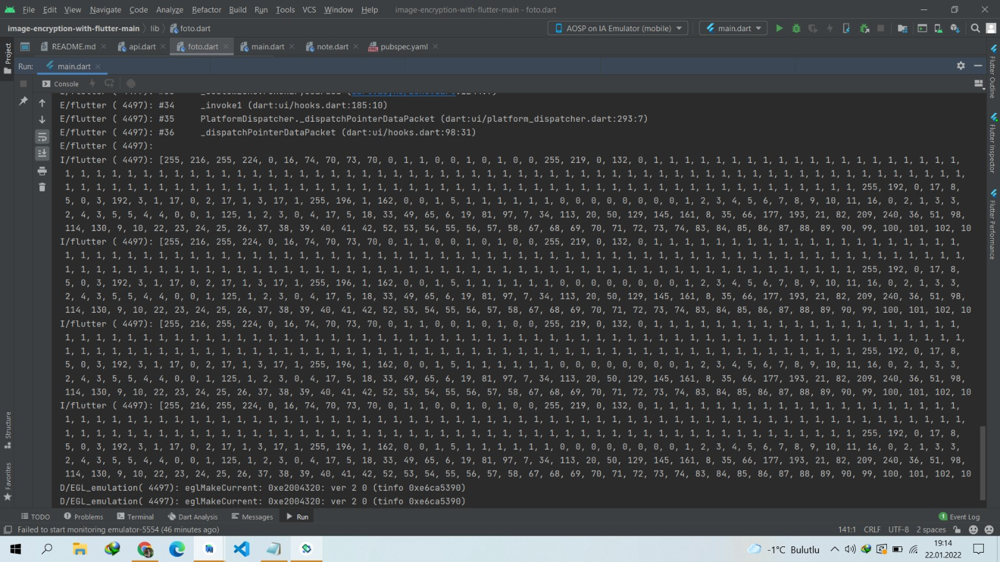 File Edit View Navigate Code Analyze Refactor Build Run Tools VCS Window Help image-encryption-with-flutter-main - foto.dart
image-encryption-with-flutter-main lib foto.dart AOSP on IA Emulator (mobile) main.dart
README.md api.dart foto.dart main.dart note.dart pubspec.yaml
Run: main.dart
Console
E/flutter ( 4497): #34 _invoke1 (dart:ui/hooks.dart:185:10)
E/flutter ( 4497): #35 PlatformDispatcher._dispatchPointerDataPacket (dart:ui/platform_dispatcher.dart:293:7)
E/flutter ( 4497): #36 _dispatchPointerDataPacket (dart:ui/hooks.dart:98:31)
E/flutter ( 4497):
I/flutter ( 4497): [255, 216, 255, 224, 0, 16, 74, 70, 73, 70, 0, 1, 1, 0, 0, 1, 0, 1, 0, 0, 255, 219, 0, 132, 0, 1, 1, 1, 1, 1, 1, 1, 1, 1, 1, 1, 1, 1, 1, 1, 1, 1, 1, 1, 1,
1, 1, 1, 1, 1, 1, 1, 1, 1, 1, 1, 1, 1, 1, 1, 1, 1, 1, 1, 1, 1, 1, 1, 1, 1, 1, 1, 1, 1, 1, 1, 1, 1, 1, 1, 1, 1, 1, 1, 1, 1, 1, 1, 1, 1, 1, 1, 1, 1, 1, 1, 1, 1, 1,
1, 1, 1, 1, 1, 1, 1, 1, 1, 1, 1, 1, 1, 1, 1, 1, 1, 1, 1, 1, 1, 1, 1, 1, 1, 1, 1, 1, 1, 1, 1, 1, 1, 1, 1, 1, 1, 1, 1, 1, 1, 1, 1, 1, 1, 1, 1, 1, 1, 1, 1, 255, 192, 0, 17, 8,
5, 0, 3, 192, 3, 1, 17, 0, 2, 17, 1, 3, 17, 1, 255, 196, 1, 162, 0, 0, 1, 5, 1, 1, 1, 1, 1, 1, 0, 0, 0, 0, 0, 0, 0, 0, 1, 2, 3, 4, 5, 6, 7, 8, 9, 10, 11, 16, 0, 2, 1, 3, 3,
2, 4, 3, 5, 5, 4, 4, 0, 0, 1, 125, 1, 2, 3, 0, 4, 17, 5, 18, 33, 49, 65, 6, 19, 81, 97, 7, 34, 113, 20, 50, 129, 145, 161, 8, 35, 66, 177, 193, 21, 82, 209, 240, 36, 51, 98,
114, 130, 9, 10, 22, 23, 24, 25, 26, 37, 38, 39, 40, 41, 42, 52, 53, 54, 55, 56, 57, 58, 67, 68, 69, 70, 71, 72, 73, 74, 83, 84, 85, 86, 87, 88, 89, 90, 99, 100, 101, 102, 10
I/flutter ( 4497): [255, 216, 255, 224, 0, 16, 74, 70, 73, 70, 0, 1, 1, 0, 0, 1, 0, 1, 0, 0, 255, 219, 0, 132, 0, 1, 1, 1, 1, 1, 1, 1, 1, 1, 1, 1, 1, 1, 1, 1, 1, 1, 1, 1, 1,
1, 1, 1, 1, 1, 1, 1, 1, 1, 1, 1, 1, 1, 1, 1, 1, 1, 1, 1, 1, 1, 1, 1, 1, 1, 1, 1, 1, 1, 1, 1, 1, 1, 1, 1, 1, 1, 1, 1, 1, 1, 1, 1, 1, 1, 1, 1, 1, 1, 1, 1, 1, 1, 1,
1, 1, 1, 1, 1, 1, 1, 1, 1, 1, 1, 1, 1, 1, 1, 1, 1, 1, 1, 1, 1, 1, 1, 1, 1, 1, 1, 1, 1, 1, 1, 1, 1, 1, 1, 1, 1, 1, 1, 1, 1, 1, 1, 1, 1, 1, 1, 1, 1, 1, 1, 255, 192, 0, 17, 8,
5, 0, 3, 192, 3, 1, 17, 0, 2, 17, 1, 3, 17, 1, 255, 196, 1, 162, 0, 0, 1, 5, 1, 1, 1, 1, 1, 1, 0, 0, 0, 0, 0, 0, 0, 0, 1, 2, 3, 4, 5, 6, 7, 8, 9, 10, 11, 16, 0, 2, 1, 3, 3,
2, 4, 3, 5, 5, 4, 4, 0, 0, 1, 125, 1, 2, 3, 0, 4, 17, 5, 18, 33, 49, 65, 6, 19, 81, 97, 7, 34, 113, 20, 50, 129, 145, 161, 8, 35, 66, 177, 193, 21, 82, 209, 240, 36, 51, 98,
114, 130, 9, 10, 22, 23, 24, 25, 26, 37, 38, 39, 40, 41, 42, 52, 53, 54, 55, 56, 57, 58, 67, 68, 69, 70, 71, 72, 73, 74, 83, 84, 85, 86, 87, 88, 89, 90, 99, 100, 101, 102, 10
I/flutter ( 4497): [255, 216, 255, 224, 0, 16, 74, 70, 73, 70, 0, 1, 1, 0, 0, 1, 0, 1, 0, 0, 255, 219, 0, 132, 0, 1, 1, 1, 1, 1, 1, 1, 1, 1, 1, 1, 1, 1, 1, 1, 1, 1, 1, 1, 1,
1, 1, 1, 1, 1, 1, 1, 1, 1, 1, 1, 1, 1, 1, 1, 1, 1, 1, 1, 1, 1, 1, 1, 1, 1, 1, 1, 1, 1, 1, 1, 1, 1, 1, 1, 1, 1, 1, 1, 1, 1, 1, 1, 1, 1, 1, 1, 1, 1, 1, 1, 1, 1, 1,
1, 1, 1, 1, 1, 1, 1, 1, 1, 1, 1, 1, 1, 1, 1, 1, 1, 1, 1, 1, 1, 1, 1, 1, 1, 1, 1, 1, 1, 1, 1, 1, 1, 1, 1, 1, 1, 1, 1, 1, 1, 1, 1, 1, 1, 1, 1, 1, 1, 1, 1, 255, 192, 0, 17, 8,
5, 0, 3, 192, 3, 1, 17, 0, 2, 17, 1, 3, 17, 1, 255, 196, 1, 162, 0, 0, 1, 5, 1, 1, 1, 1, 1, 1, 0, 0, 0, 0, 0, 0, 0, 0, 1, 2, 3, 4, 5, 6, 7, 8, 9, 10, 11, 16, 0, 2, 1, 3, 3,
2, 4, 3, 5, 5, 4, 4, 0, 0, 1, 125, 1, 2, 3, 0, 4, 17, 5, 18, 33, 49, 65, 6, 19, 81, 97, 7, 34, 113, 20, 50, 129, 145, 161, 8, 35, 66, 177, 193, 21, 82, 209, 240, 36, 51, 98,
114, 130, 9, 10, 22, 23, 24, 25, 26, 37, 38, 39, 40, 41, 42, 52, 53, 54, 55, 56, 57, 58, 67, 68, 69, 70, 71, 72, 73, 74, 83, 84, 85, 86, 87, 88, 89, 90, 99, 100, 101, 102, 10
I/flutter ( 4497): [255, 216, 255, 224, 0, 16, 74, 70, 73, 70, 0, 1, 1, 0, 0, 1, 0, 1, 0, 0, 255, 219, 0, 132, 0, 1, 1, 1, 1, 1, 1, 1, 1, 1, 1, 1, 1, 1, 1, 1, 1, 1, 1, 1, 1,
1, 1, 1, 1, 1, 1, 1, 1, 1, 1, 1, 1, 1, 1, 1, 1, 1, 1, 1, 1, 1, 1, 1, 1, 1, 1, 1, 1, 1, 1, 1, 1, 1, 1, 1, 1, 1, 1, 1, 1, 1, 1, 1, 1, 1, 1, 1, 1, 1, 1, 1, 1, 1, 1,
1, 1, 1, 1, 1, 1, 1, 1, 1, 1, 1, 1, 1, 1, 1, 1, 1, 1, 1, 1, 1, 1, 1, 1, 1, 1, 1, 1, 1, 1, 1, 1, 1, 1, 1, 1, 1, 1, 1, 1, 1, 1, 1, 1, 1, 1, 1, 1, 1, 1, 1, 255, 192, 0, 17, 8,
5, 0, 3, 192, 3, 1, 17, 0, 2, 17, 1, 3, 17, 1, 255, 196, 1, 162, 0, 0, 1, 5, 1, 1, 1, 1, 1, 1, 0, 0, 0, 0, 0, 0, 0, 0, 1, 2, 3, 4, 5, 6, 7, 8, 9, 10, 11, 16, 0, 2, 1, 3, 3,
2, 4, 3, 5, 5, 4, 4, 0, 0, 1, 125, 1, 2, 3, 0, 4, 17, 5, 18, 33, 49, 65, 6, 19, 81, 97, 7, 34, 113, 20, 50, 129, 145, 161, 8, 35, 66, 177, 193, 21, 82, 209, 240, 36, 51, 98,
114, 130, 9, 10, 22, 23, 24, 25, 26, 37, 38, 39, 40, 41, 42, 52, 53, 54, 55, 56, 57, 58, 67, 68, 69, 70, 71, 72, 73, 74, 83, 84, 85, 86, 87, 88, 89, 90, 99, 100, 101, 102, 10
D/EGL_emulation( 4497): eglMakeCurrent: 0xe2004320: ver 2 0 (tinfo 0xe6ca5390)
D/EGL_emulation( 4497): eglMakeCurrent: 0xe2004320: ver 2 0 (tinfo 0xe6ca5390)
Project
Structure
Favorites
Flutter Outline
Flutter Inspector
Flutter Performance
TODO Problems Terminal Dart Analysis Messages Run 1 Event Log
Failed to start monitoring emulator-5554 (46 minutes ago) 141:1 CRLF UTF-8 2 spaces
-1°C Bulutlu 19:14
22.01.2022